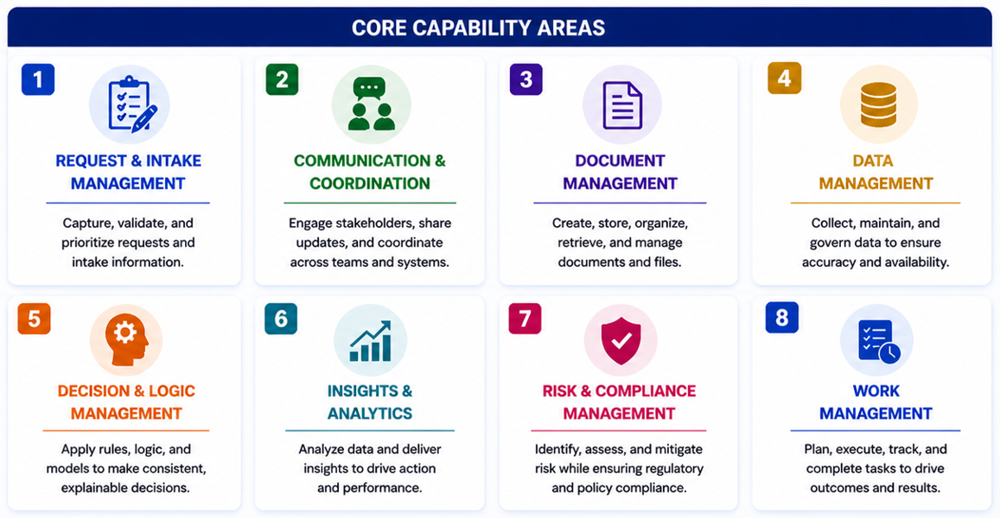 CORE CAPABILITY AREAS
1
REQUEST & INTAKE
MANAGEMENT
Capture, validate, and
prioritize requests and
intake information.
2
COMMUNICATION &
COORDINATION
Engage stakeholders, share
updates, and coordinate
across teams and systems.
3
DOCUMENT
MANAGEMENT
Create, store, organize,
retrieve, and manage
documents and files.
4
DATA
MANAGEMENT
Collect, maintain, and
govern data to ensure
accuracy and availability.
5
DECISION & LOGIC
MANAGEMENT
Apply rules, logic, and
models to make consistent,
explainable decisions.
6
INSIGHTS &
ANALYTICS
Analyze data and deliver
insights to drive action
and performance.
7
RISK & COMPLIANCE
MANAGEMENT
Identify, assess, and mitigate
risk while ensuring regulatory
and policy compliance.
8
WORK
MANAGEMENT
Plan, execute, track, and
complete tasks to drive
outcomes and results.